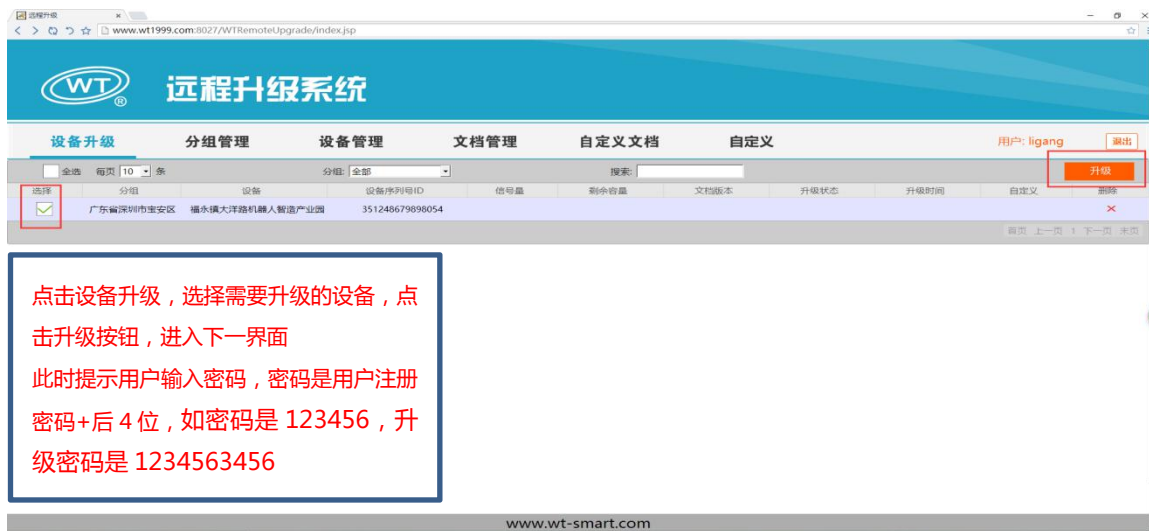 远程升级
www.wt1999.com:8027/WTRemoteUpgrade/index.jsp
WT ® 远程升级系统
设备升级 分组管理 设备管理 文档管理 自定义文档 自定义 用户: ligang 退出
全选 每页 10 条 分组: 全部 搜索: 升级
选择 分组 设备 设备序列号ID 信号量 剩余容量 文档版本 升级状态 升级时间 自定义 删除
广东省深圳市宝安区 福永镇大洋路机器人智造产业园 351248679898054
首页 上一页 1 下一页 末页
点击设备升级，选择需要升级的设备，点
击升级按钮，进入下一界面
此时提示用户输入密码，密码是用户注册
密码+后 4 位，如密码是 123456，升
级密码是 1234563456
www.wt-smart.com